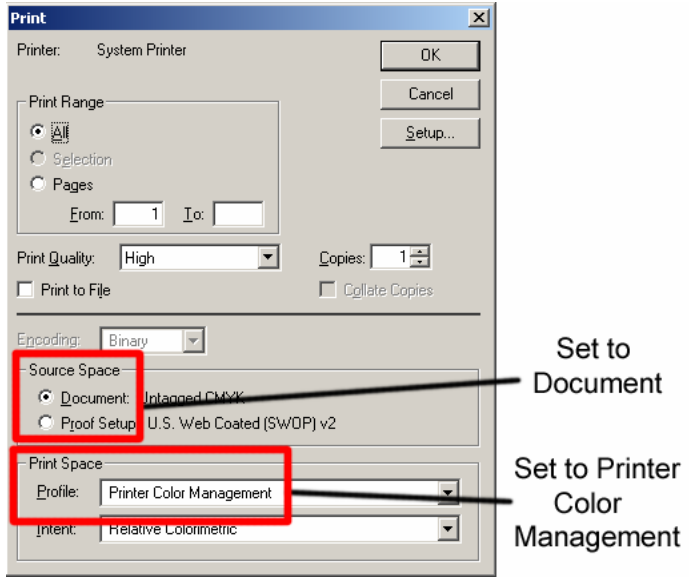 Print
Printer: System Printer
OK
Cancel
Setup...
Print Range
All
Selection
Pages
From: 1 To:
Print Quality: High
Copies: 1
Print to File
Collate Copies
Encoding: Binary
Source Space
Document: Untagged CMYK
Proof Setup: U.S. Web Coated (SWOP) v2
Set to
Document
Print Space
Profile: Printer Color Management
Intent: Relative Colorimetric
Set to Printer
Color
Management